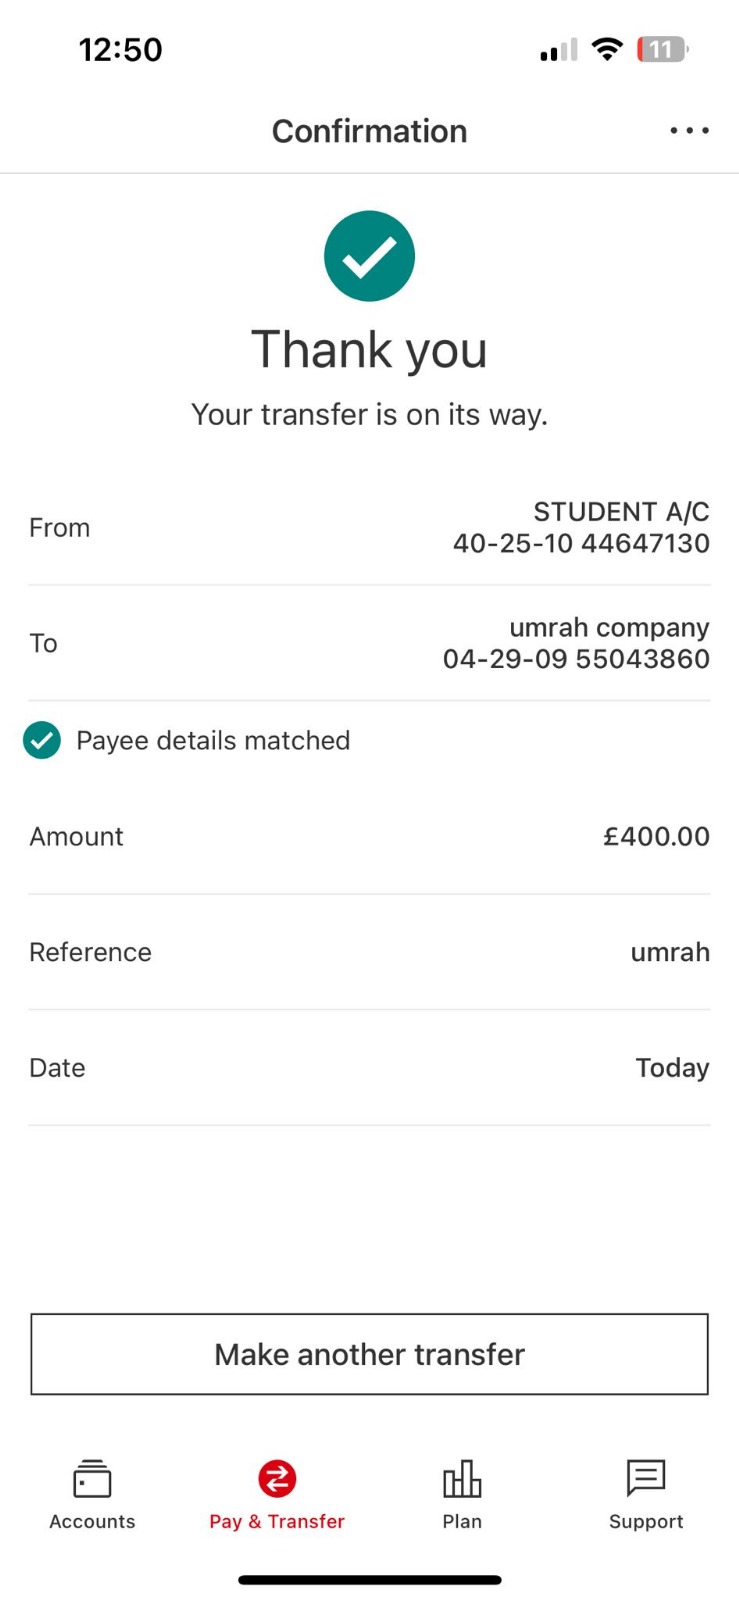 12:50
11
Confirmation
Thank you
Your transfer is on its way.
From
STUDENT A/C
40-25-10 44647130
To
umrah company
04-29-09 55043860
Payee details matched
Amount
£400.00
Reference
umrah
Date
Today
Make another transfer
Accounts
Pay & Transfer
Plan
Support